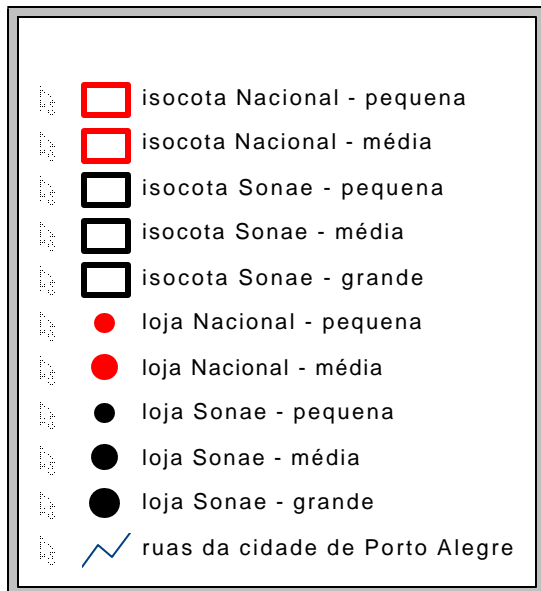 isocota Nacional - pequena
isocota Nacional - média
isocota Sonae - pequena
isocota Sonae - média
isocota Sonae - grande
loja Nacional - pequena
loja Nacional - média
loja Sonae - pequena
loja Sonae - média
loja Sonae - grande
ruas da cidade de Porto Alegre